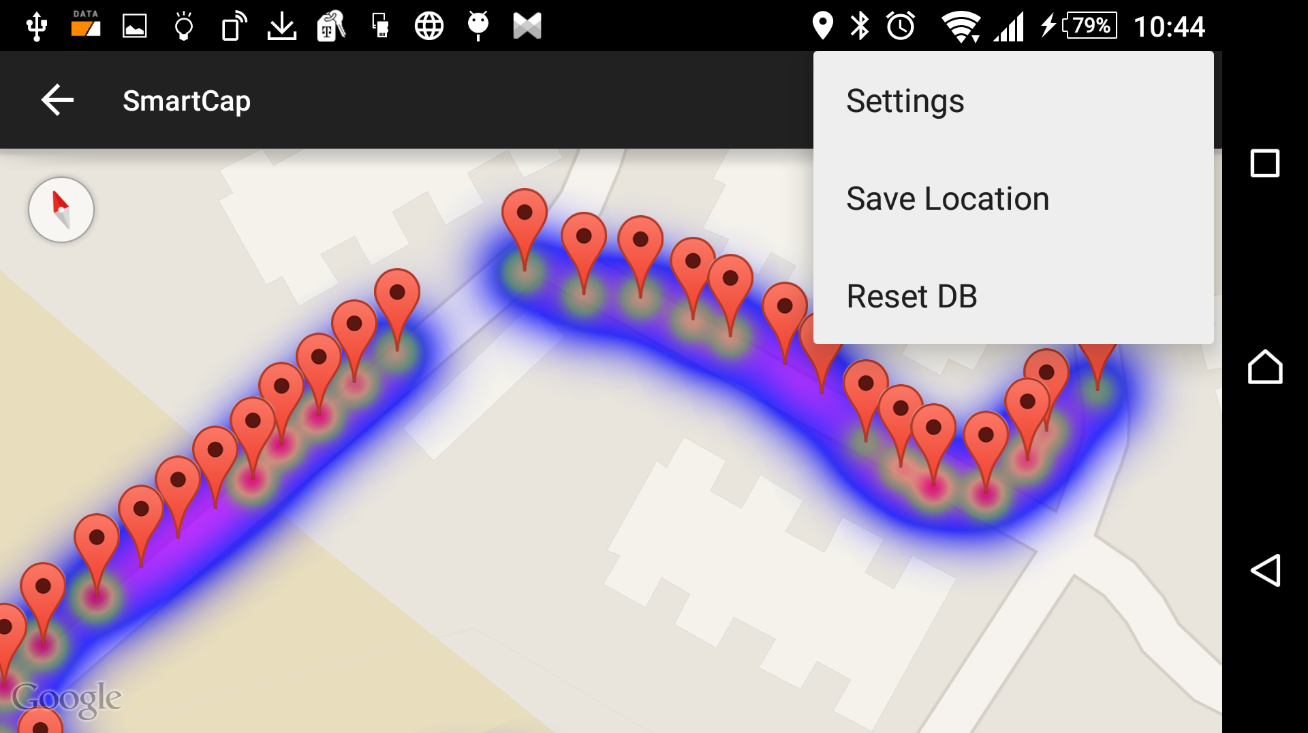 DATA
T
79%
10:44
SmartCap
Settings
Save Location
Reset DB
Google